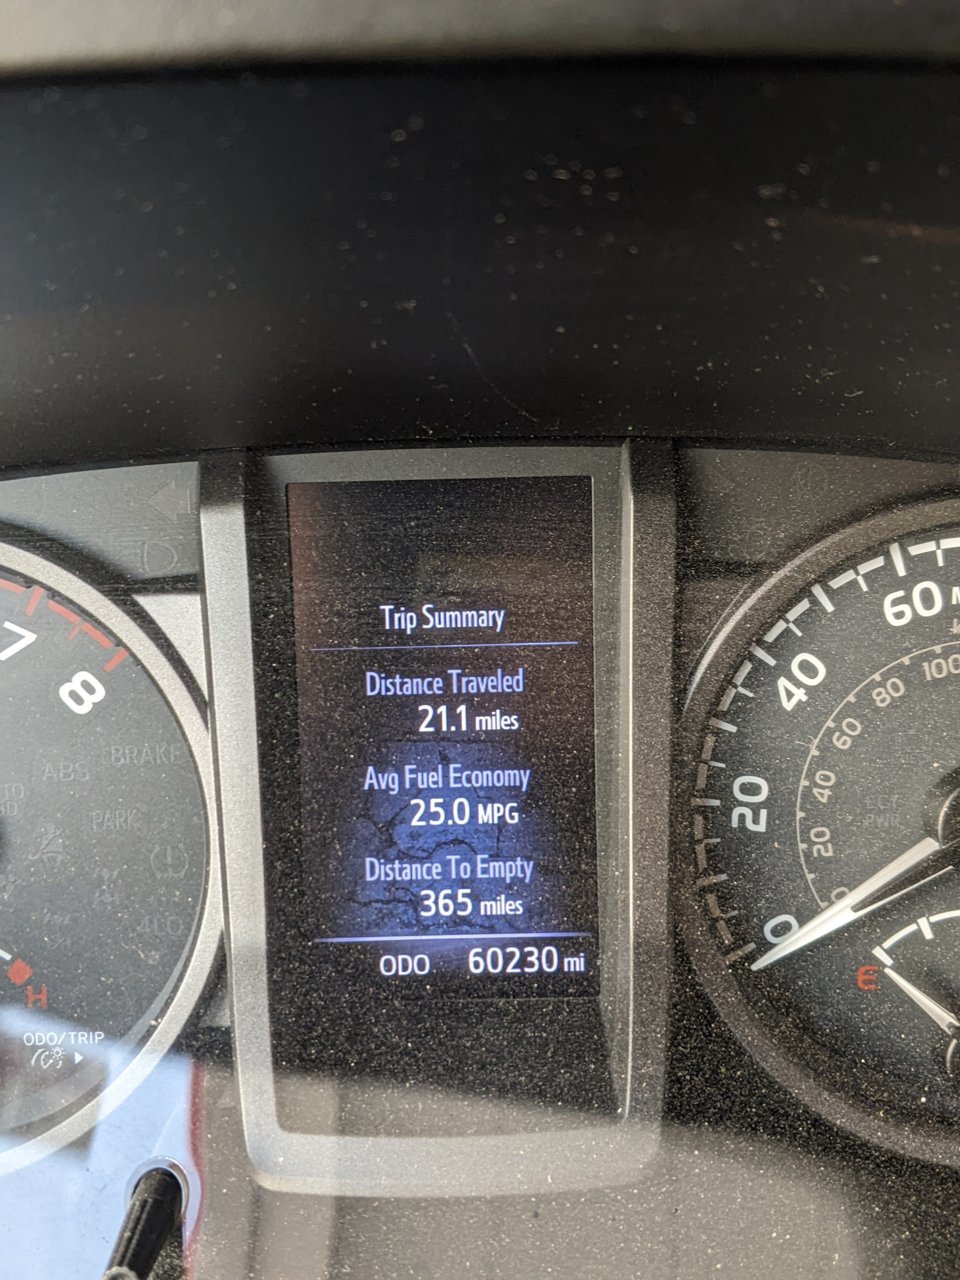 Trip Summary
Distance Traveled
21.1 miles
Avg Fuel Economy
25.0 MPG
Distance To Empty
365 miles
ODO 60230 mi
7
8
BRAKE
ABS
PARK
H
ODO/TRIP
0
20
40
60
20
40
60
80
100
PWR
E